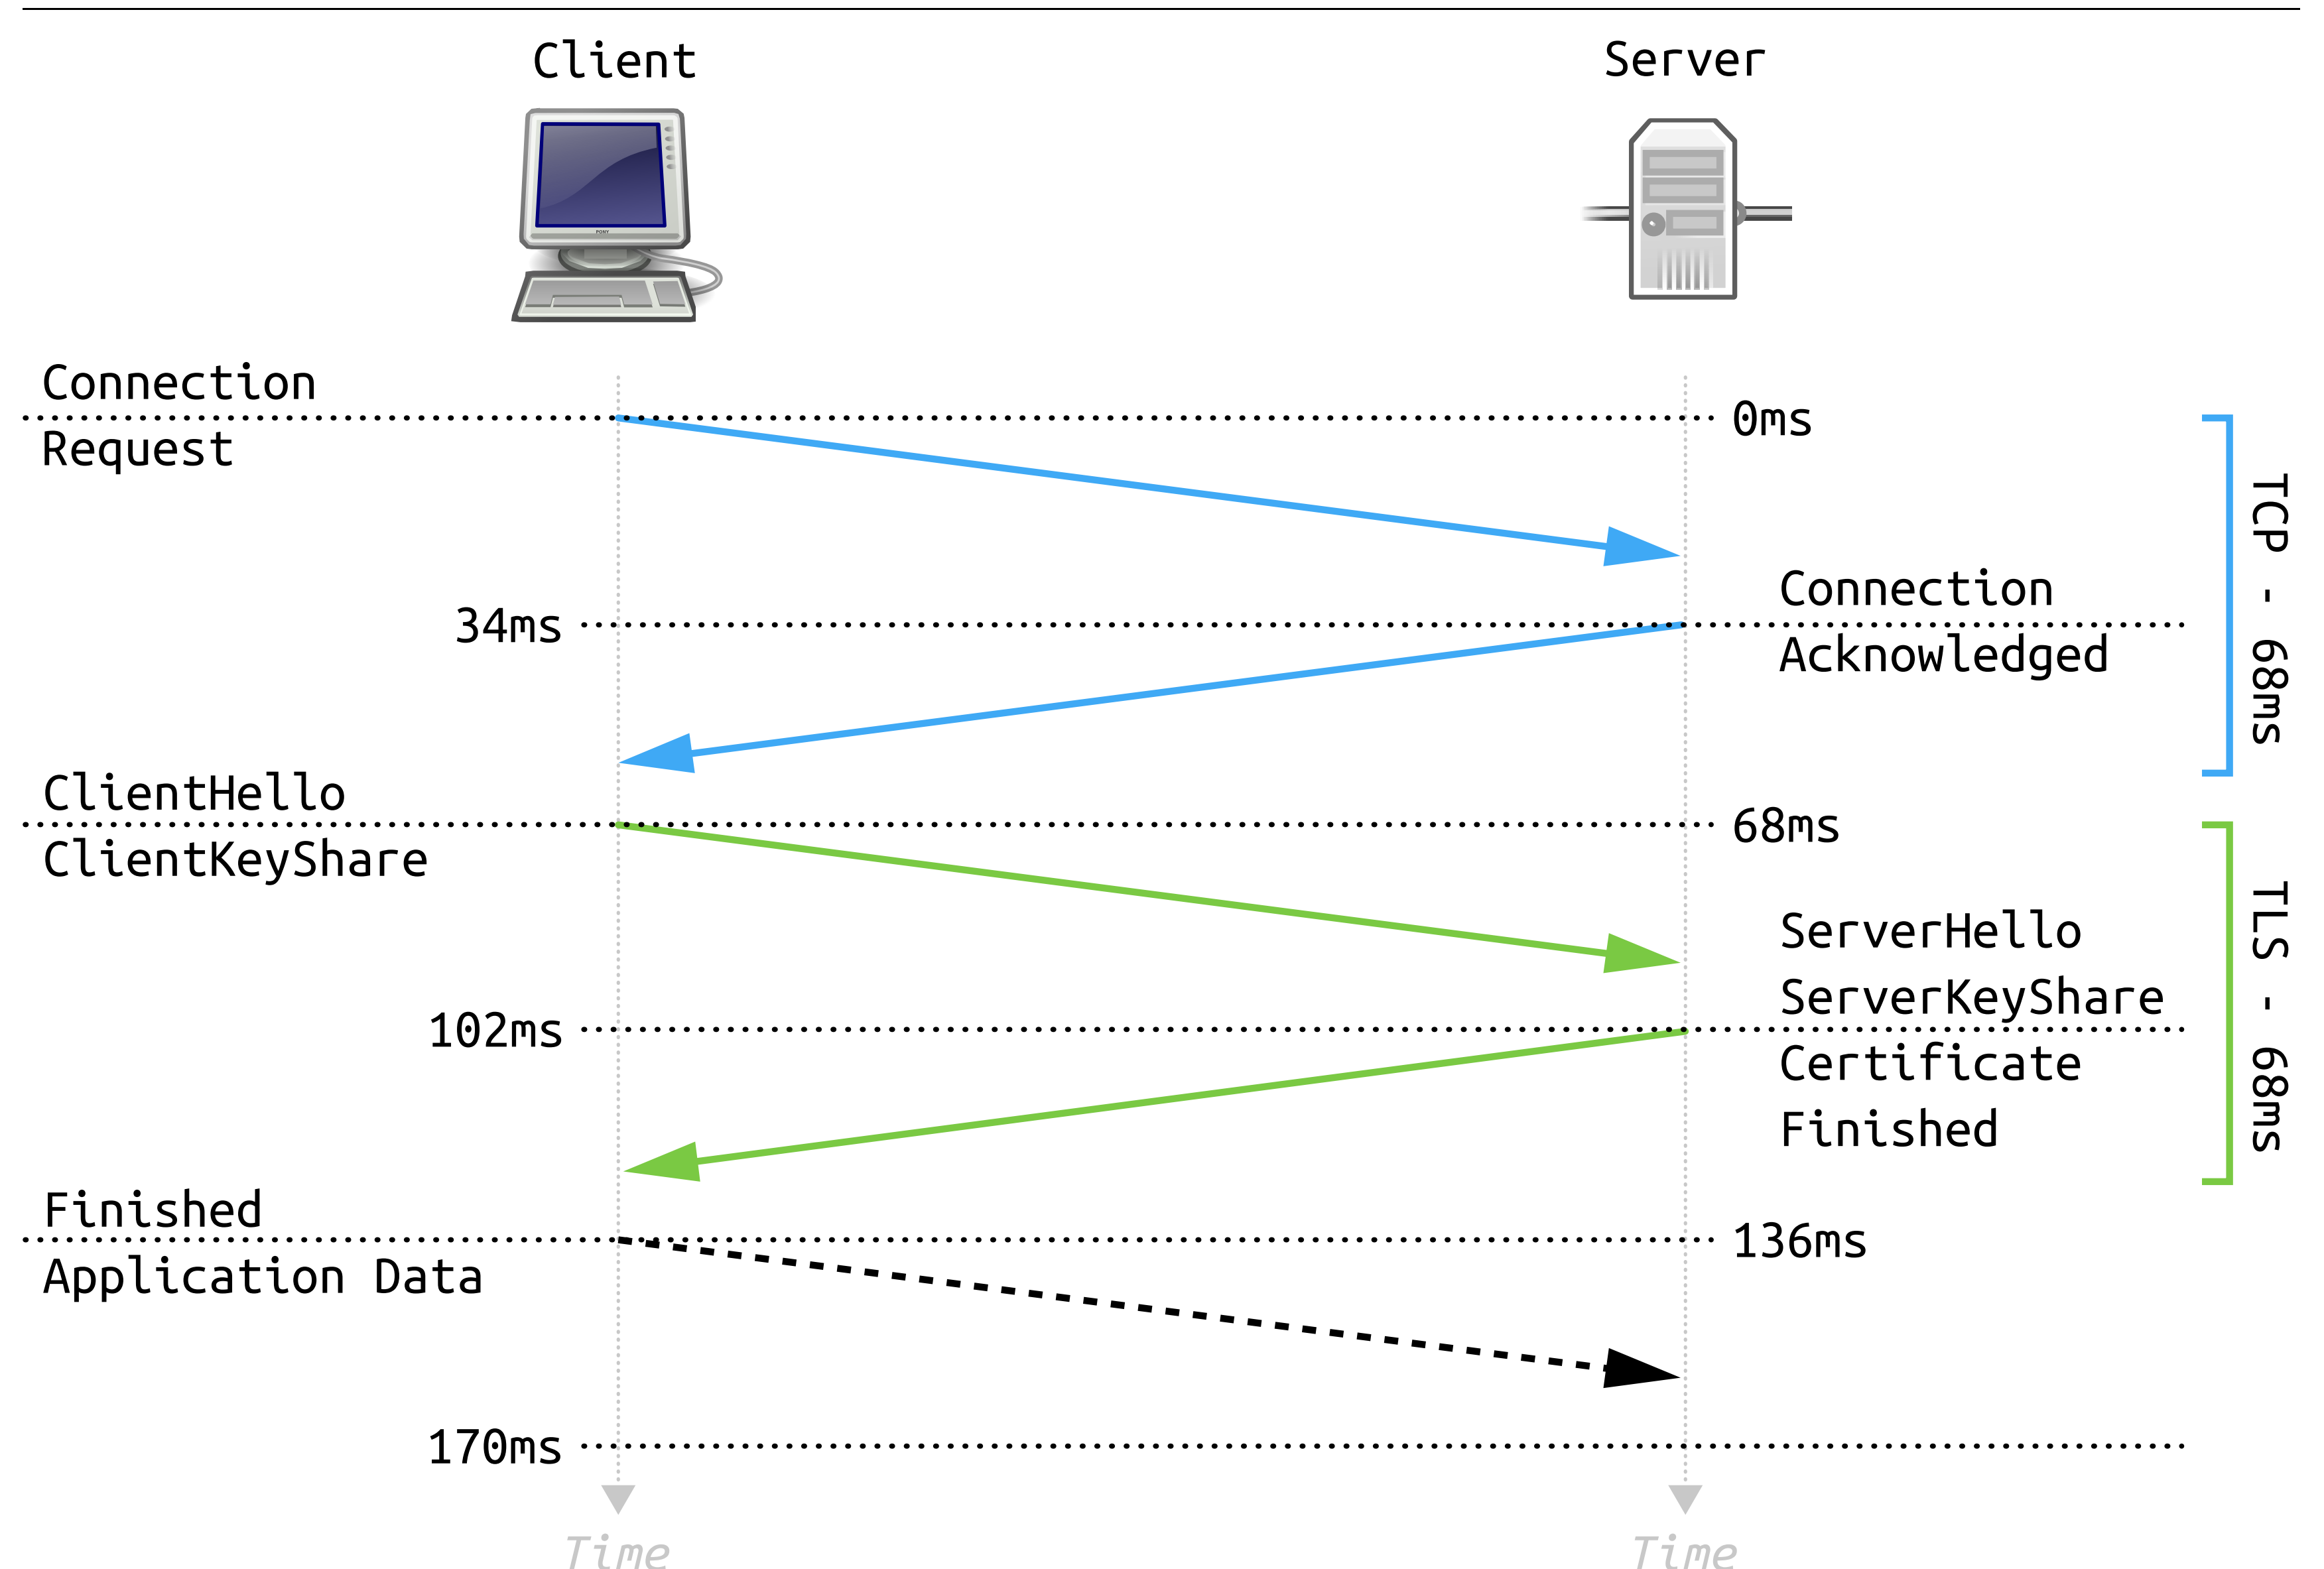 Client
Server
Connection
Request
0ms
34ms
Connection
Acknowledged
TCP - 68ms
ClientHello
ClientKeyShare
68ms
ServerHello
ServerKeyShare
102ms
Certificate
Finished
TLS - 68ms
Finished
Application Data
136ms
170ms
Time
Time